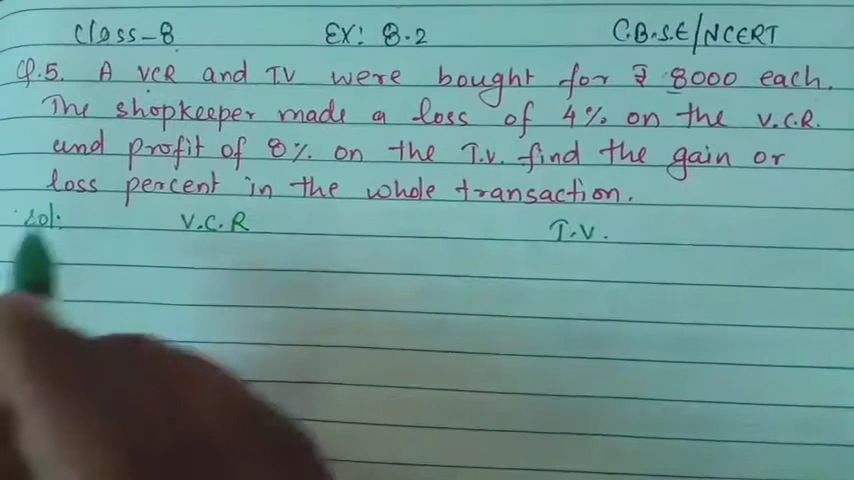 Class-8 EX: 8.2 C.B.S.E/NCERT
Q.5. A VCR and TV were bought for ₹ 8000 each.
The shopkeeper made a loss of 4% on the V.C.R.
and profit of 8% on the T.V. find the gain or
loss percent in the whole transaction.
Sol: V.C.R T.V.